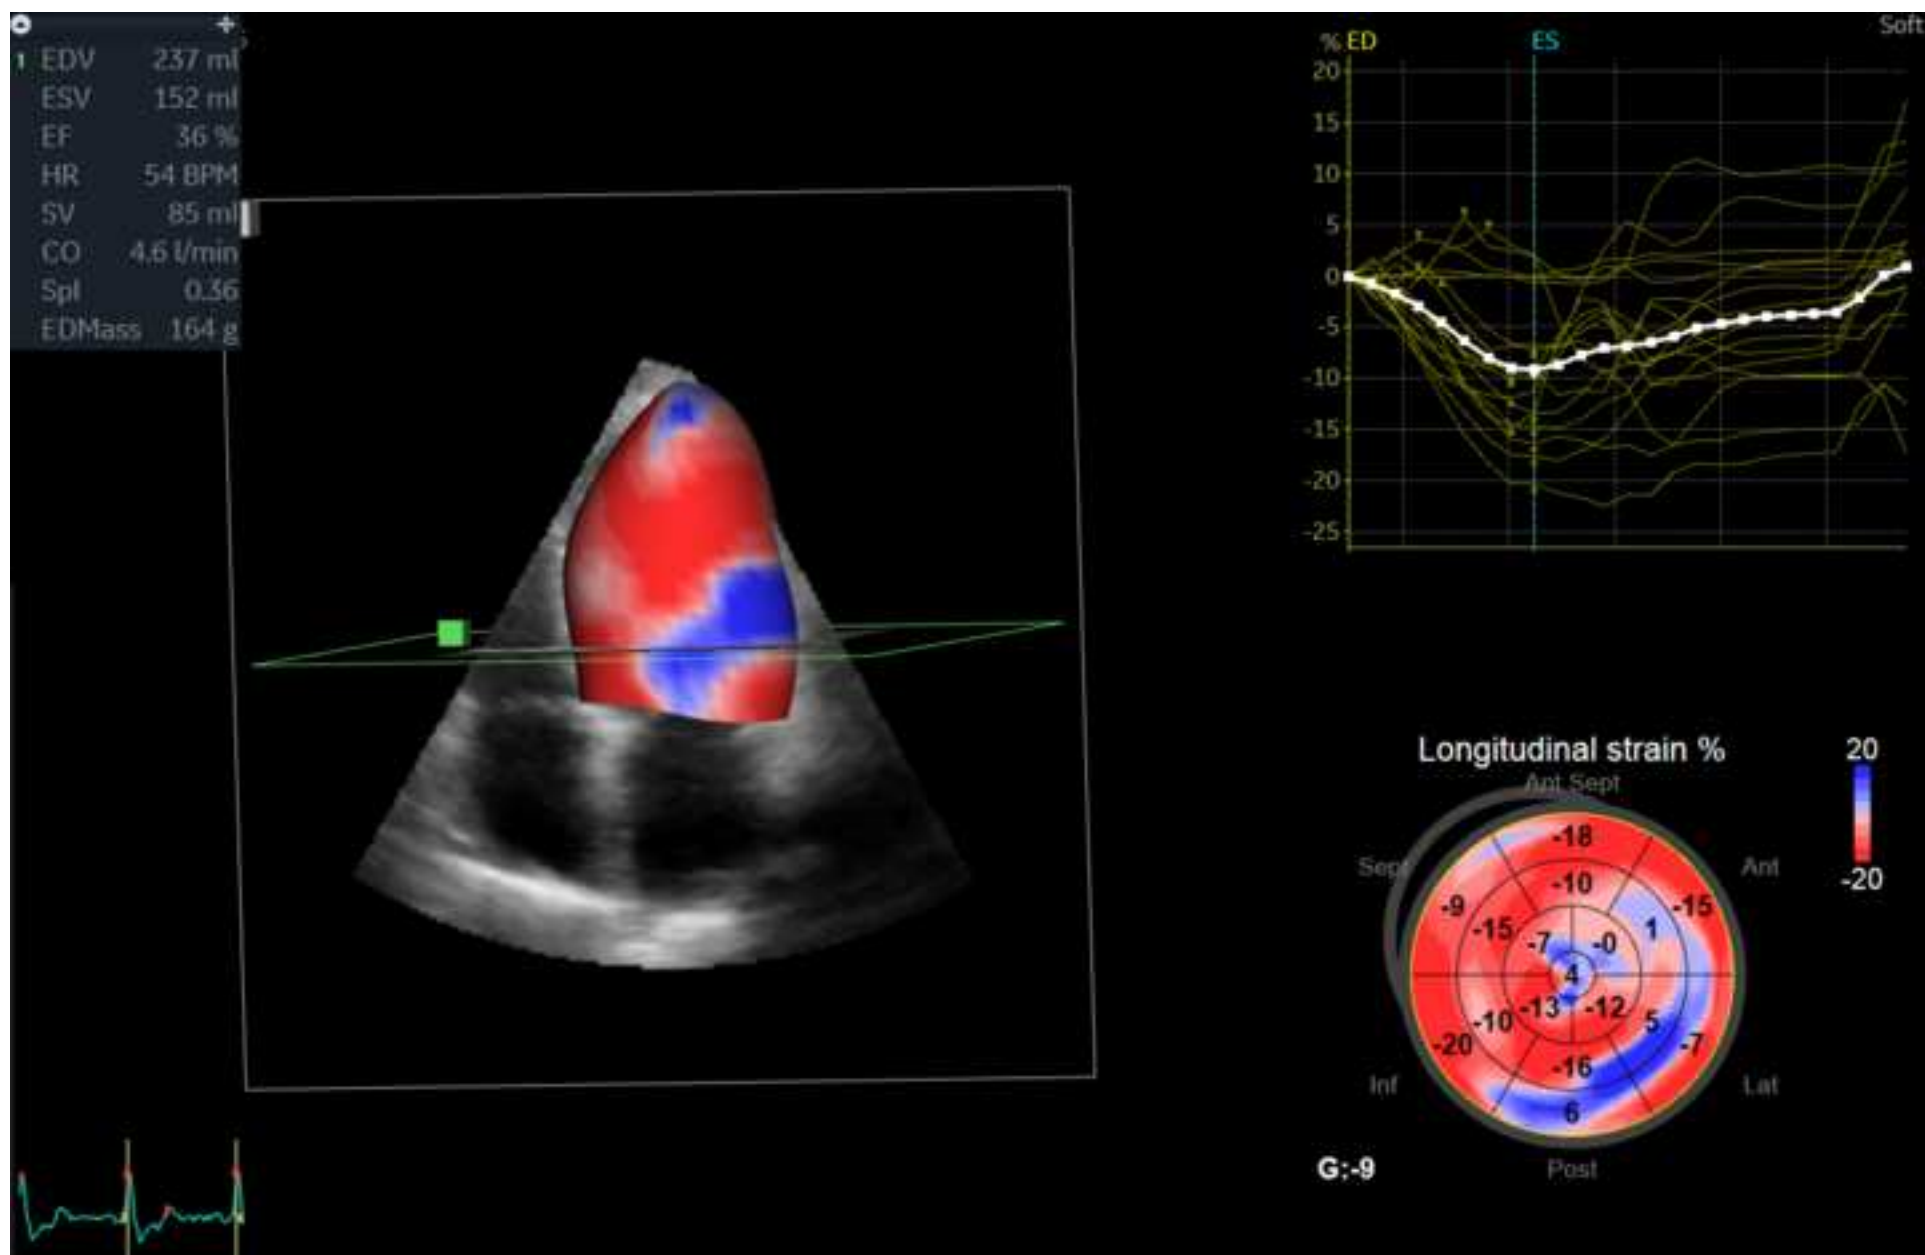 1 EDV 237 ml
ESV 152 ml
EF 36 %
HR 54 BPM
SV 85 ml
CO 4.6 l/min
SpI 0.36
EDMass 164 g
Soft
% ED ES
20
15
10
5
0
-5
-10
-15
-20
-25
Longitudinal strain %
20
-20
Ant Sept
Sept
Ant
-18
-10
-9
-15
-15
1
-7
-0
4
-13
-12
-10
5
-20
-7
-16
6
Inf
Lat
Post
G:-9